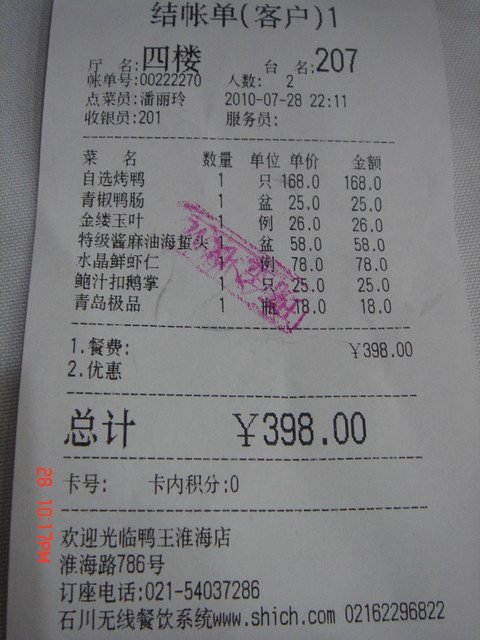 结帐单(客户)1
厅 名:四楼 台 名:207
帐单号:00222270 人数: 2
点菜员:潘丽玲 2010-07-28 22:11
收银员:201 服务员:
菜 名 数量 单位 单价 金额
自选烤鸭 1 只 168.0 168.0
青椒鸭肠 1 盆 25.0 25.0
金缕玉叶 1 例 26.0 26.0
特级酱麻油海蜇头 1 盆 58.0 58.0
水晶鲜虾仁 1 例 78.0 78.0
鲍汁扣鹅掌 1 只 25.0 25.0
青岛极品 1 瓶 18.0 18.0
1.餐费: ￥398.00
2.优惠
总计 ￥398.00
卡号: 卡内积分:0
欢迎光临鸭王淮海店
淮海路786号
订座电话:021-54037286
石川无线餐饮系统www.shich.com 02162296822
28 10:17PM